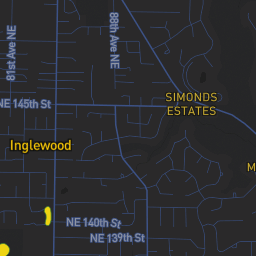 81st Ave NE
88th Ave NE
SIMONDS
ESTATES
NE 145th St
Inglewood
M
NE 140th St
NE 139th St